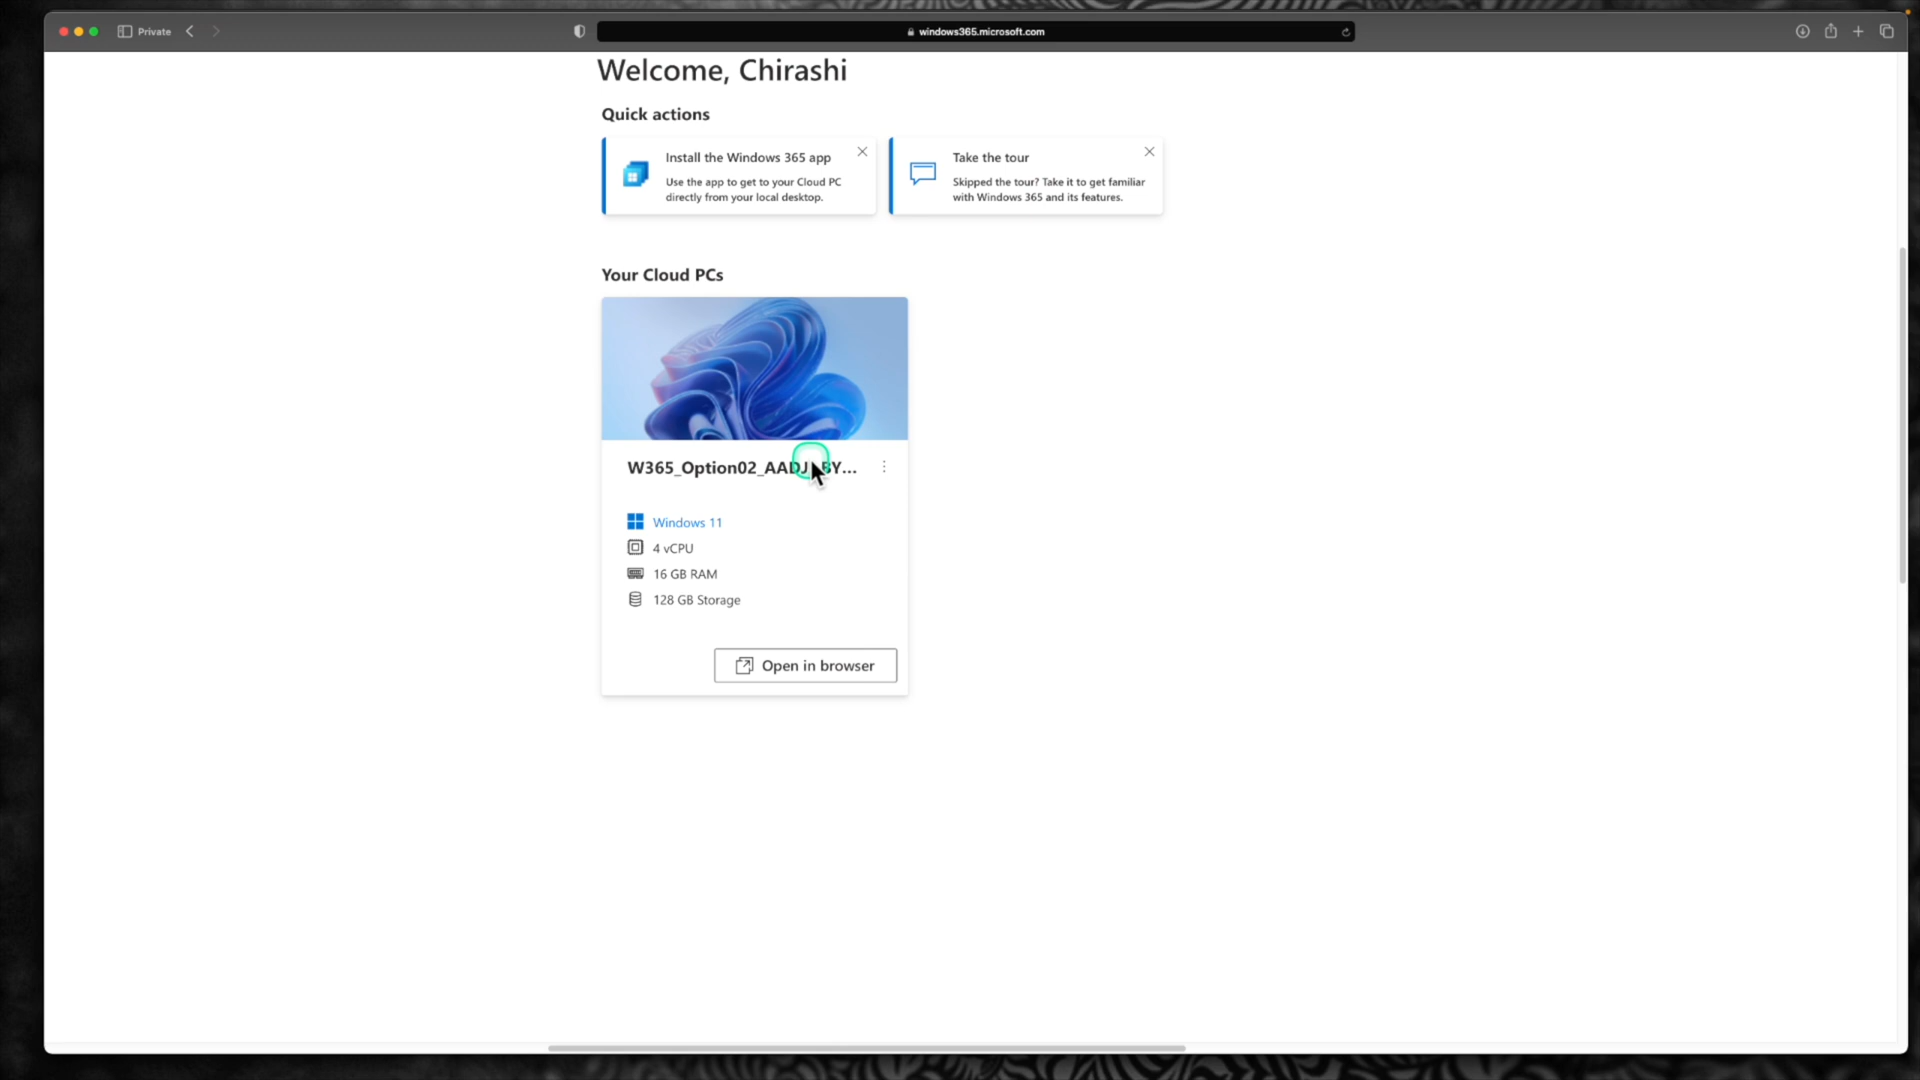 Private
windows365.microsoft.com
Welcome, Chirashi
Quick actions
Install the Windows 365 app
Use the app to get to your Cloud PC
directly from your local desktop.
Take the tour
Skipped the tour? Take it to get familiar
with Windows 365 and its features.
Your Cloud PCs
W365_Option02_AADJ_BY...
Windows 11
4 vCPU
16 GB RAM
128 GB Storage
Open in browser